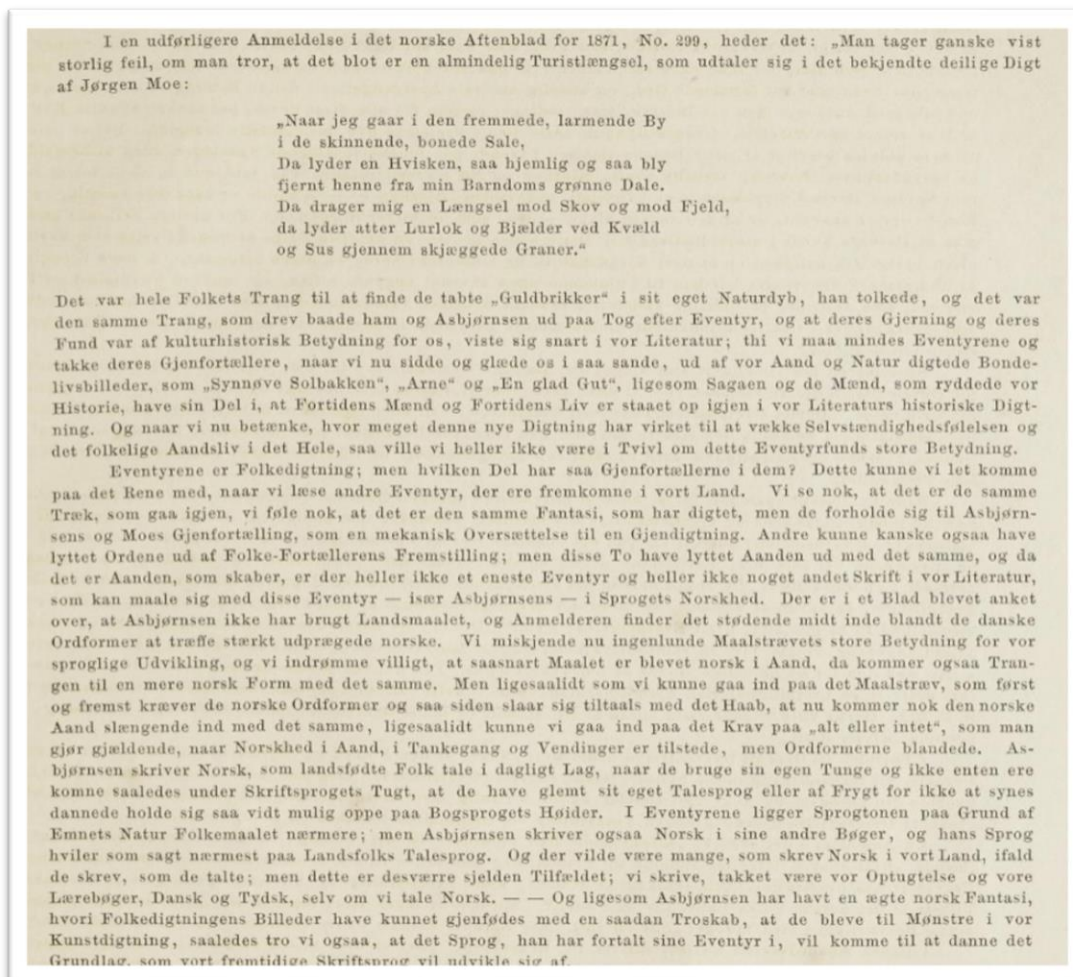 I en udførligere Anmeldelse i det norske Aftenblad for 1871, No. 299, heder det: „Man tager ganske vist
storlig feil, om man tror, at det blot er en almindelig Turistlængsel, som udtaler sig i det bekjendte deilige Digt
af Jørgen Moe:
„Naar jeg gaar i den fremmede, larmende By
i de skinnende, bonede Sale,
Da lyder en Hvisken, saa hjemlig og saa bly
fjernt henne fra min Barndoms grønne Dale.
Da drager mig en Længsel mod Skov og mod Fjeld,
da lyder atter Lurlok og Bjælder ved Kvæld
og Sus gjennem skjæggede Graner.“
Det var hele Folkets Trang til at finde de tabte „Guldbrikker“ i sit eget Naturdyb, han tolkede, og det var
den samme Trang, som drev baade ham og Asbjørnsen ud paa Tog efter Eventyr, og at deres Gjerning og deres
Fund var af kulturhistorisk Betydning for os, viste sig snart i vor Literatur; thi vi maa mindes Eventyrene og
takke deres Gjenfortællere, naar vi nu sidde og glæde os i saa sande, ud af vor Aand og Natur digtede Bonde-
livsbilleder, som „Synnøve Solbakken“, „Arne“ og „En glad Gut“, ligesom Sagaen og de Mænd, som ryddede vor
Historie, have sin Del i, at Fortidens Mænd og Fortidens Liv er staaet op igjen i vor Literaturs historiske Digt-
ning. Og naar vi nu betænke, hvor meget denne nye Digtning har virket til at vække Selvstændighedsfølelsen og
det folkelige Aandsliv i det Hele, saa ville vi heller ikke være i Tvivl om dette Eventyrfunds store Betydning.
Eventyrene er Folkedigtning; men hvilken Del har saa Gjenfortællerne i dem? Dette kunne vi let komme
paa det Rene med, naar vi læse andre Eventyr, der ere fremkomne i vort Land. Vi se nok, at det er de samme
Træk, som gaa igjen, vi føle nok, at det er den samme Fantasi, som har digtet, men de forholde sig til Asbjørn-
sens og Moes Gjenfortælling, som en mekanisk Oversættelse til en Gjendigtning. Andre kunne kanske ogsaa have
lyttet Ordene ud af Folke-Fortællerens Fremstilling; men disse To have lyttet Aanden ud med det samme, og da
det er Aanden, som skaber, er der heller ikke et eneste Eventyr og heller ikke noget andet Skrift i vor Literatur,
som kan maale sig med disse Eventyr — især Asbjørnsens — i Sprogets Norskhed. Der er i et Blad blevet anket
over, at Asbjørnsen ikke har brugt Landsmaalet, og Anmelderen finder det stødende midt inde blandt de danske
Ordformer at træffe stærkt udprægede norske. Vi miskjende nu ingenlunde Maalstrævets store Betydning for vor
sproglige Udvikling, og vi indrømme villigt, at saasnart Maalet er blevet norsk i Aand, da kommer ogsaa Tran-
gen til en mere norsk Form med det samme. Men ligesaalidt som vi kunne gaa ind paa det Maalstræv, som først
og fremst kræver de norske Ordformer og saa siden slaar sig tiltaals med det Haab, at nu kommer nok den norske
Aand slængende ind med det samme, ligesaalidt kunne vi gaa ind paa det Krav paa „alt eller intet“, som man
gjør gjældende, naar Norskhed i Aand, i Tankegang og Vendinger er tilstede, men Ordformerne blandede. As-
bjørnsen skriver Norsk, som landsfødte Folk tale i dagligt Lag, naar de bruge sin egen Tunge og ikke enten ere
komne saaledes under Skriftsprogets Tugt, at de have glemt sit eget Talesprog eller af Frygt for ikke at synes
dannede holde sig saa vidt mulig oppe paa Bogsprogets Høider. I Eventyrene ligger Sprogtonen paa Grund af
Emnets Natur Folkemaalet nærmere; men Asbjørnsen skriver ogsaa Norsk i sine andre Bøger, og hans Sprog
hviler som sagt nærmest paa Landsfolks Talesprog. Og der vilde være mange, som skrev Norsk i vort Land, ifald
de skrev, som de talte; men dette er desværre sjelden Tilfældet; vi skrive, takket være vor Optugtelse og vore
Lærebøger, Dansk og Tydsk, selv om vi tale Norsk. — — Og ligesom Asbjørnsen har havt en ægte norsk Fantasi,
hvori Folkedigtningens Billeder have kunnet gjenfødes med en saadan Troskab, at de bleve til Mønstre i vor
Kunstdigtning, saaledes tro vi ogsaa, at det Sprog, han har fortalt sine Eventyr i, vil komme til at danne det
Grundlag, som vort fremtidige Skriftsprog vil udvikle sig af.